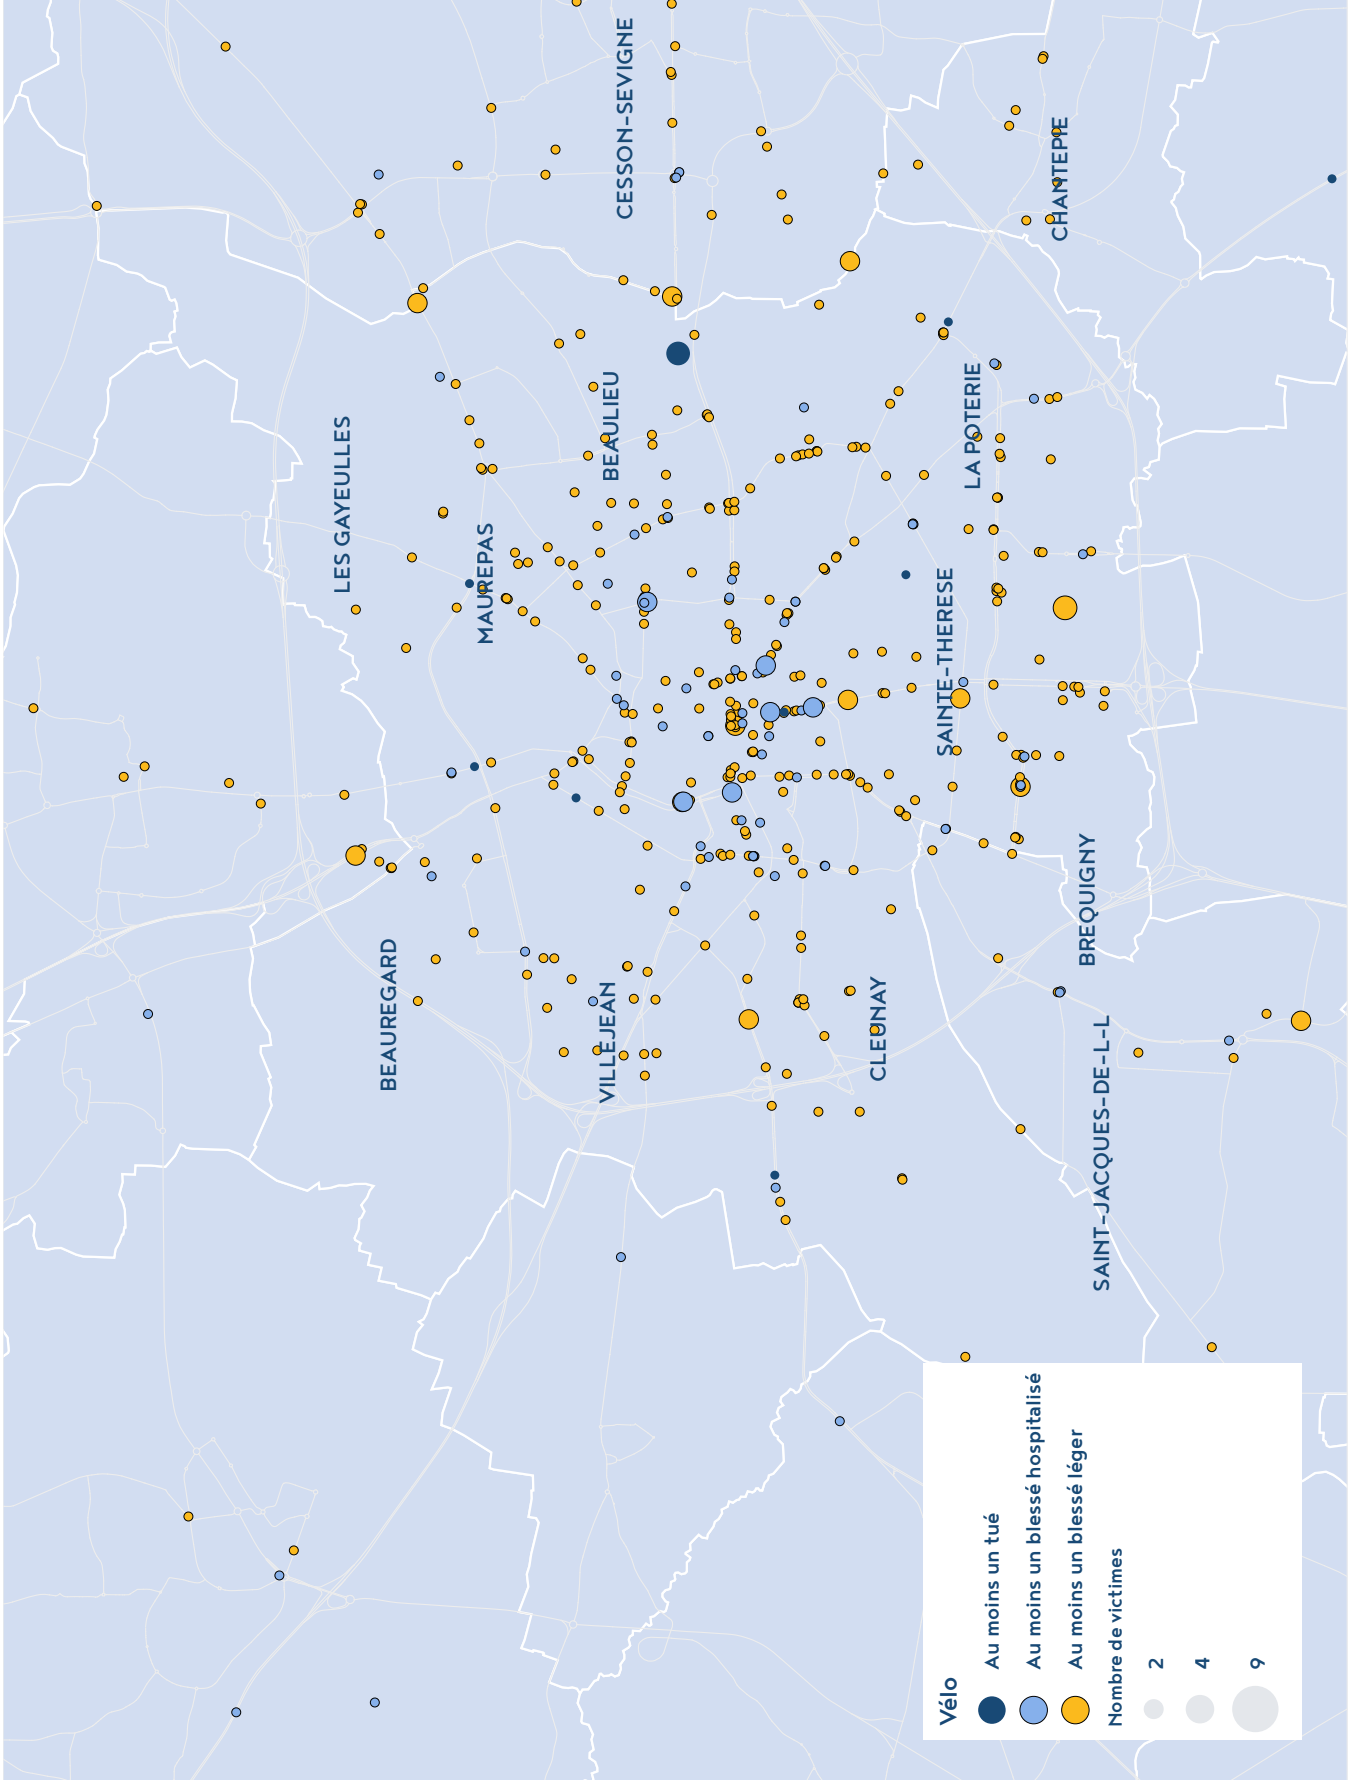 CESSON-SEVIGNE
CHANTEPIE
LES GAYEULLES
BEAULIEU
LA POTERIE
MAUREPAS
SAINTE-THERESE
BEAUREGARD
VILLEJEAN
CLEUNAY
BREQUIGNY
SAINT-JACQUES-DE-L-L
Vélo
Au moins un tué
Au moins un blessé hospitalisé
Au moins un blessé léger
Nombre de victimes
2
4
9